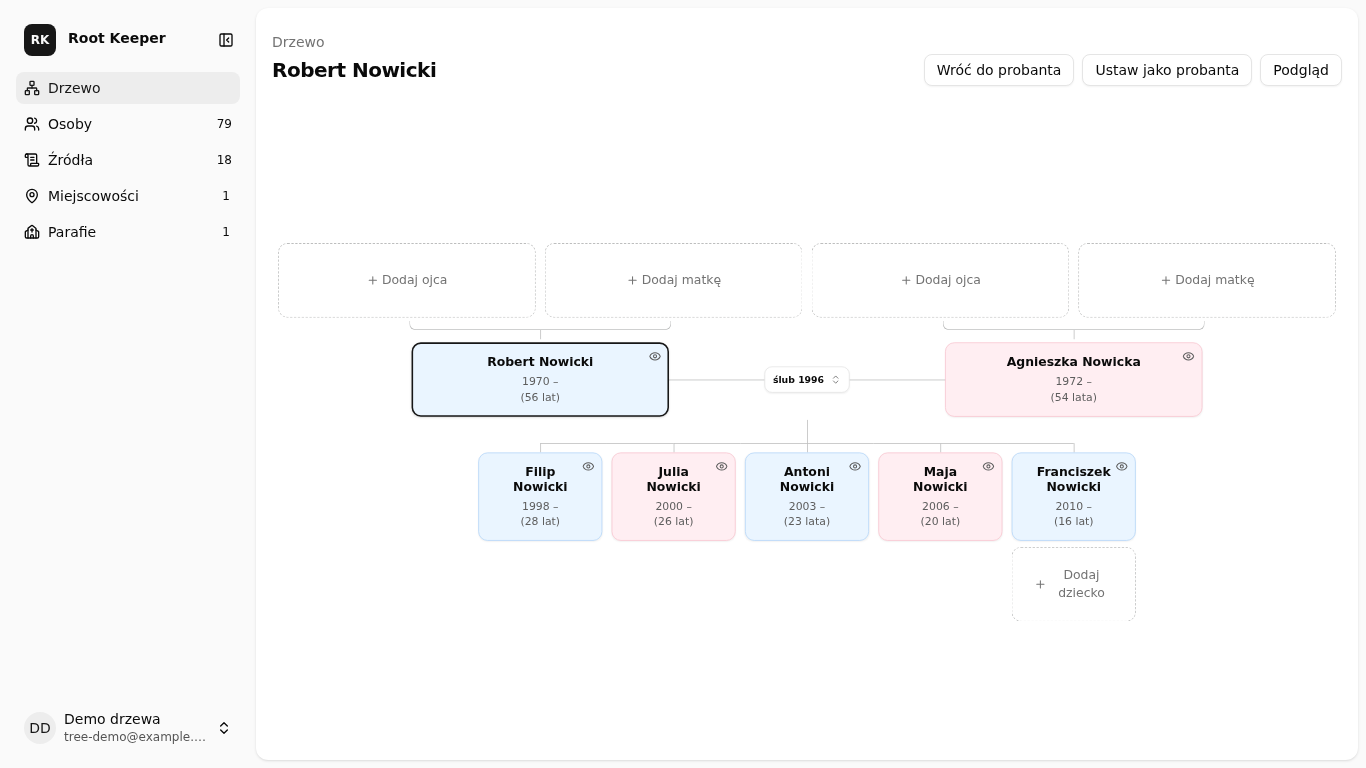 RK Root Keeper
Drzewo
Osoby 79
Źródła 18
Miejscowości 1
Parafie 1
DD Demo drzewa
tree-demo@example....
Drzewo
Robert Nowicki
Wróć do probanta Ustaw jako probanta Podgląd
+ Dodaj ojca + Dodaj matkę + Dodaj ojca + Dodaj matkę
Robert Nowicki
1970 –
(56 lat)
ślub 1996
Agnieszka Nowicka
1972 –
(54 lata)
Filip
Nowicki
1998 –
(28 lat)
Julia
Nowicki
2000 –
(26 lat)
Antoni
Nowicki
2003 –
(23 lata)
Maja
Nowicki
2006 –
(20 lat)
Franciszek
Nowicki
2010 –
(16 lat)
+ Dodaj
dziecko